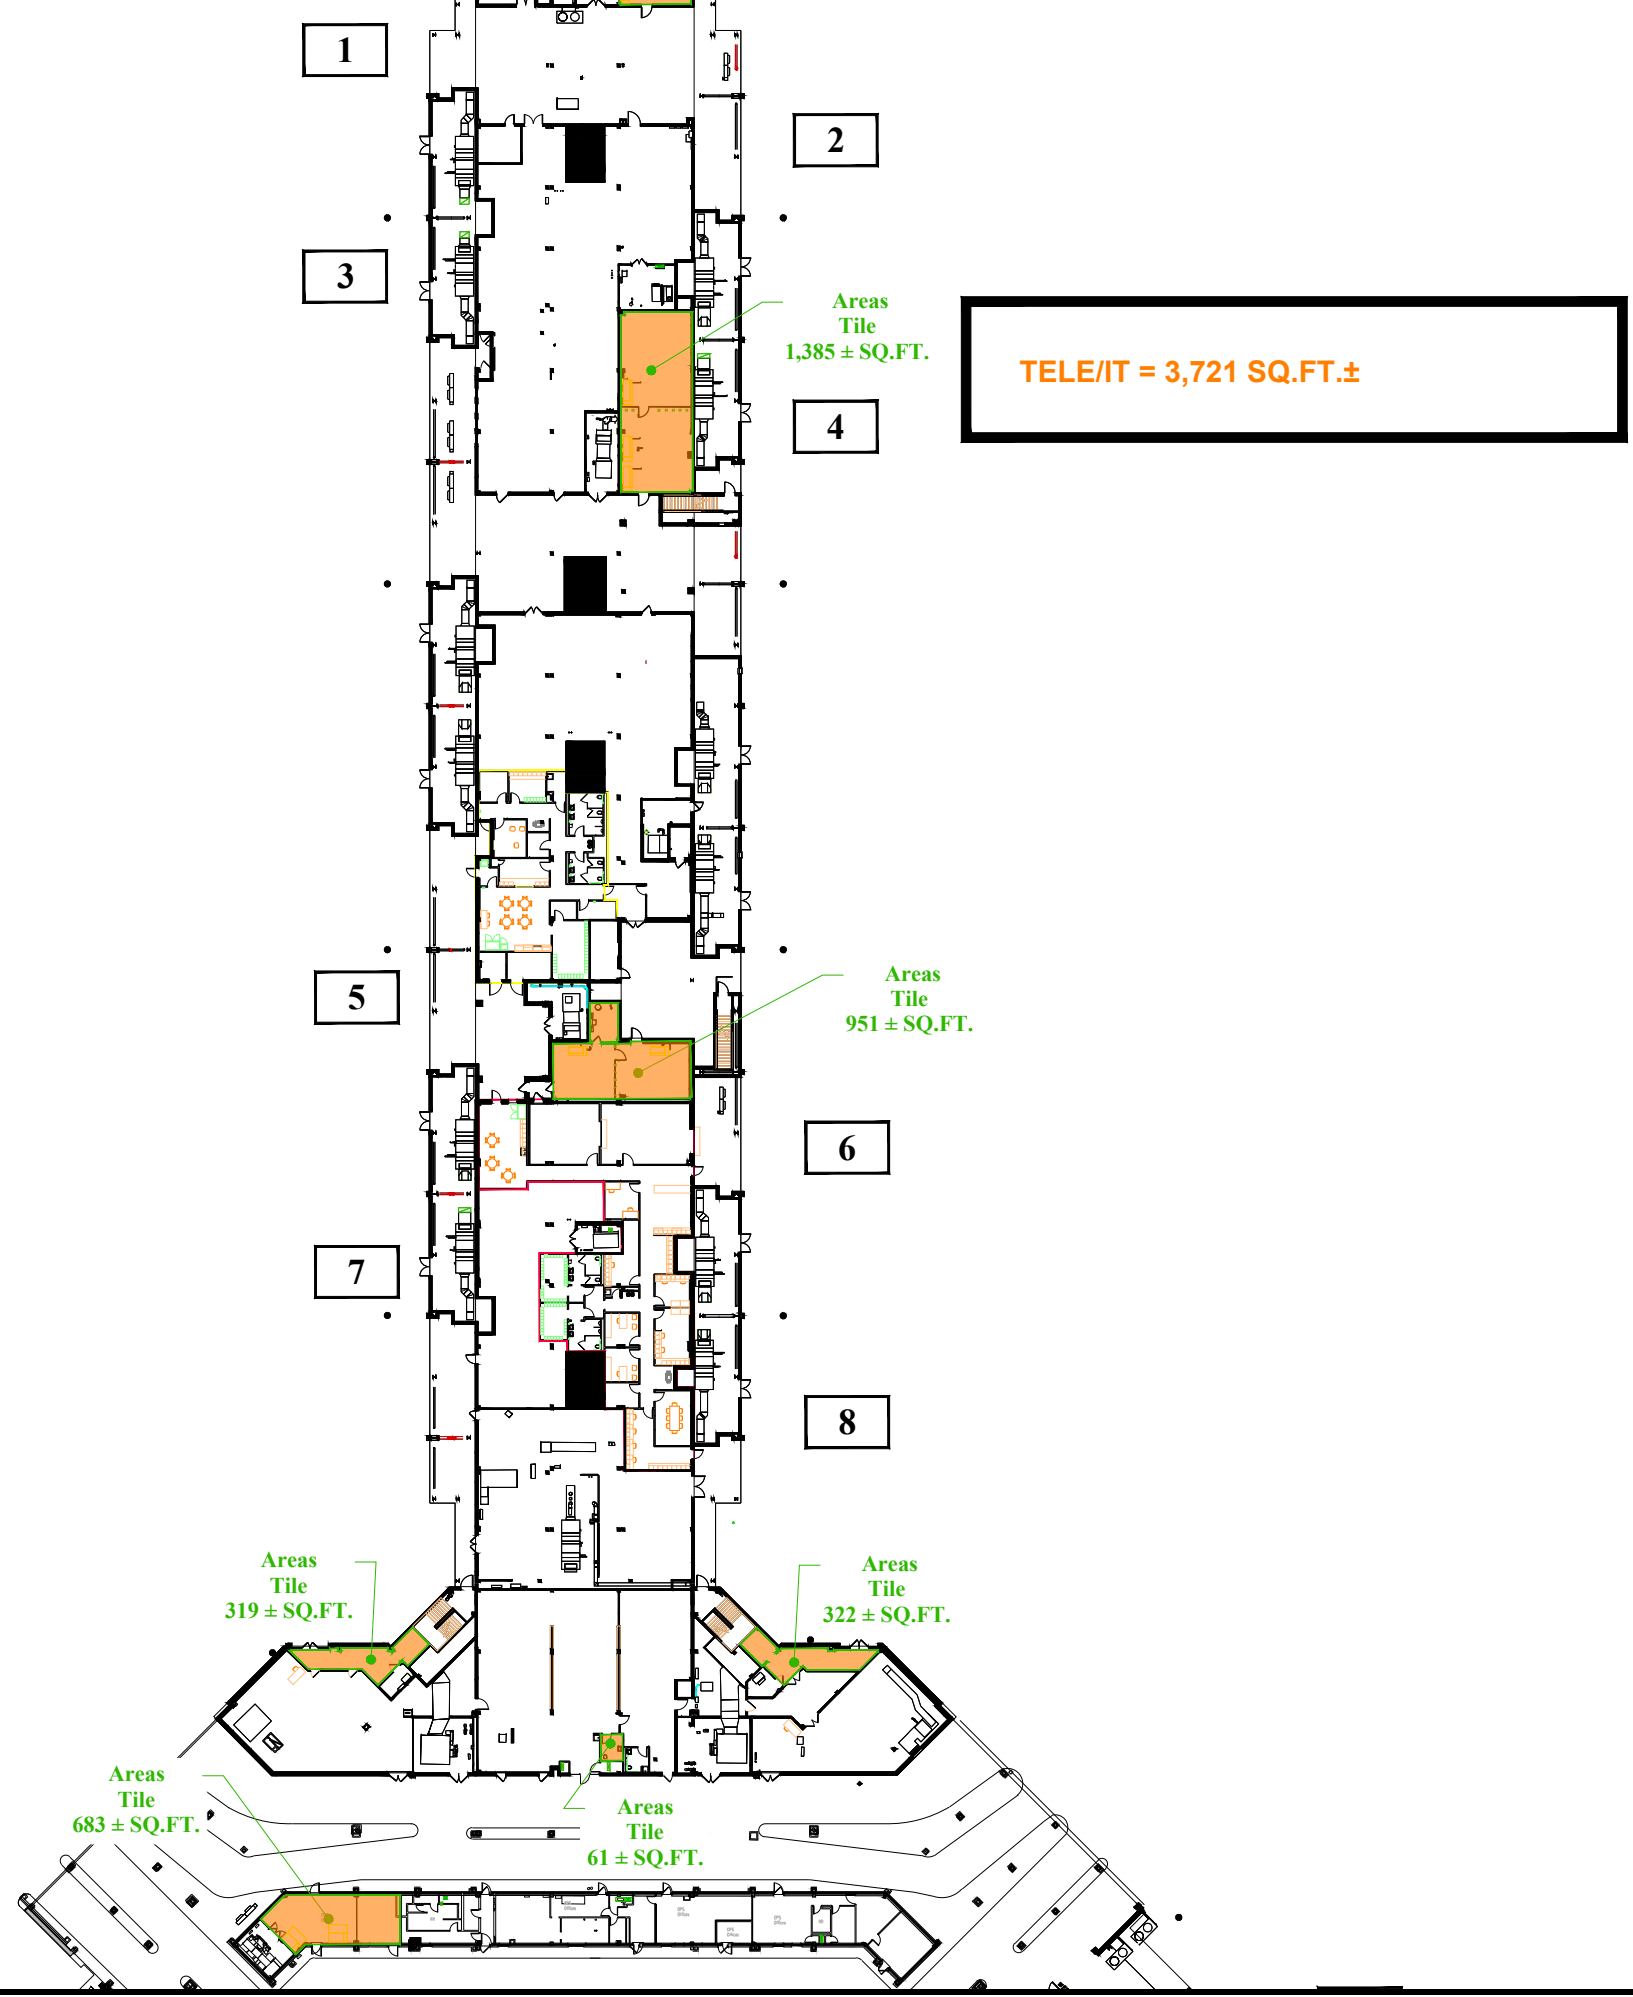 1
2
3
Areas
Tile
1,385 ± SQ.FT.
TELE/IT = 3,721 SQ.FT.±
4
Areas
Tile
951 ± SQ.FT.
5
6
7
8
Areas
Tile
319 ± SQ.FT.
Areas
Tile
322 ± SQ.FT.
Areas
Tile
683 ± SQ.FT.
Areas
Tile
61 ± SQ.FT.